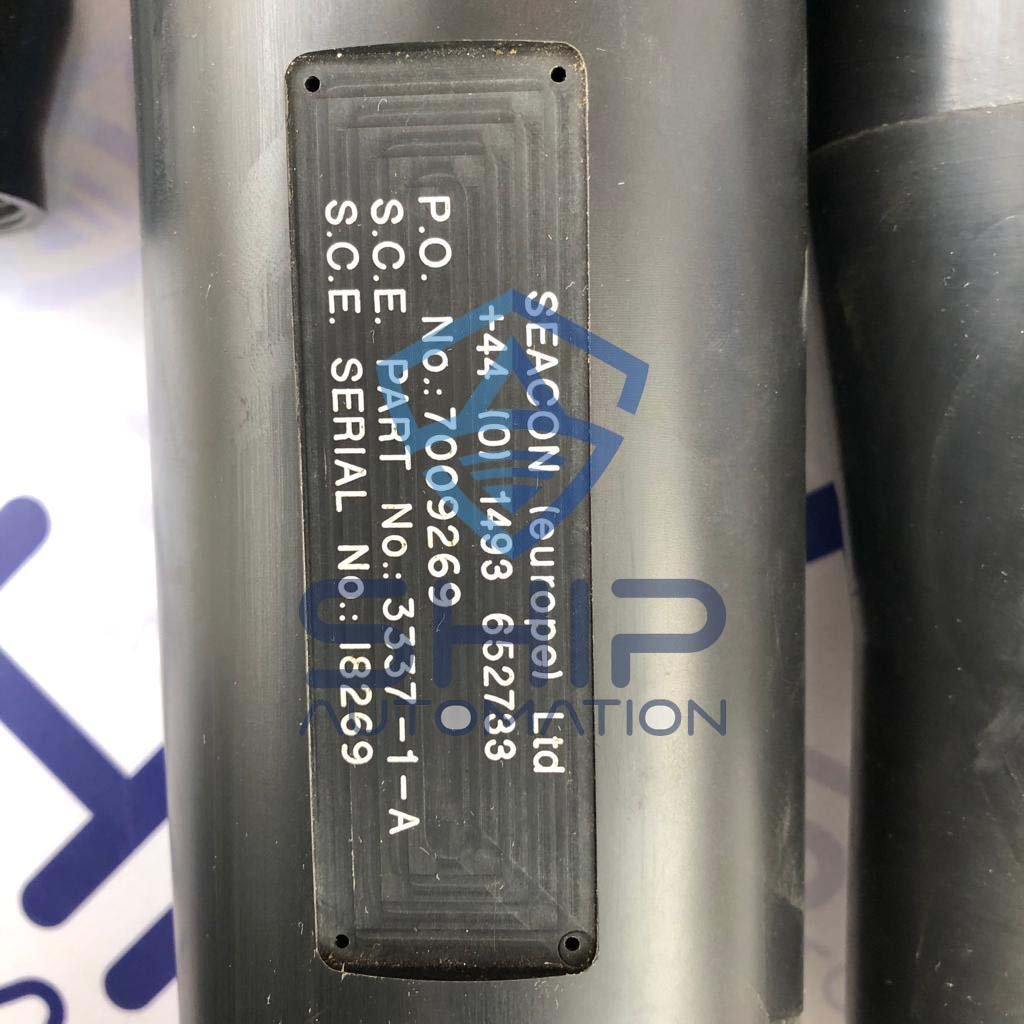 SEACON (europe) Ltd
+44 (0) 1493 652733
P.O. No.: 7009269
S.C.E. PART No.: 3337-1-A
S.C.E. SERIAL No.: 18269
SHIP
AUTOMATION